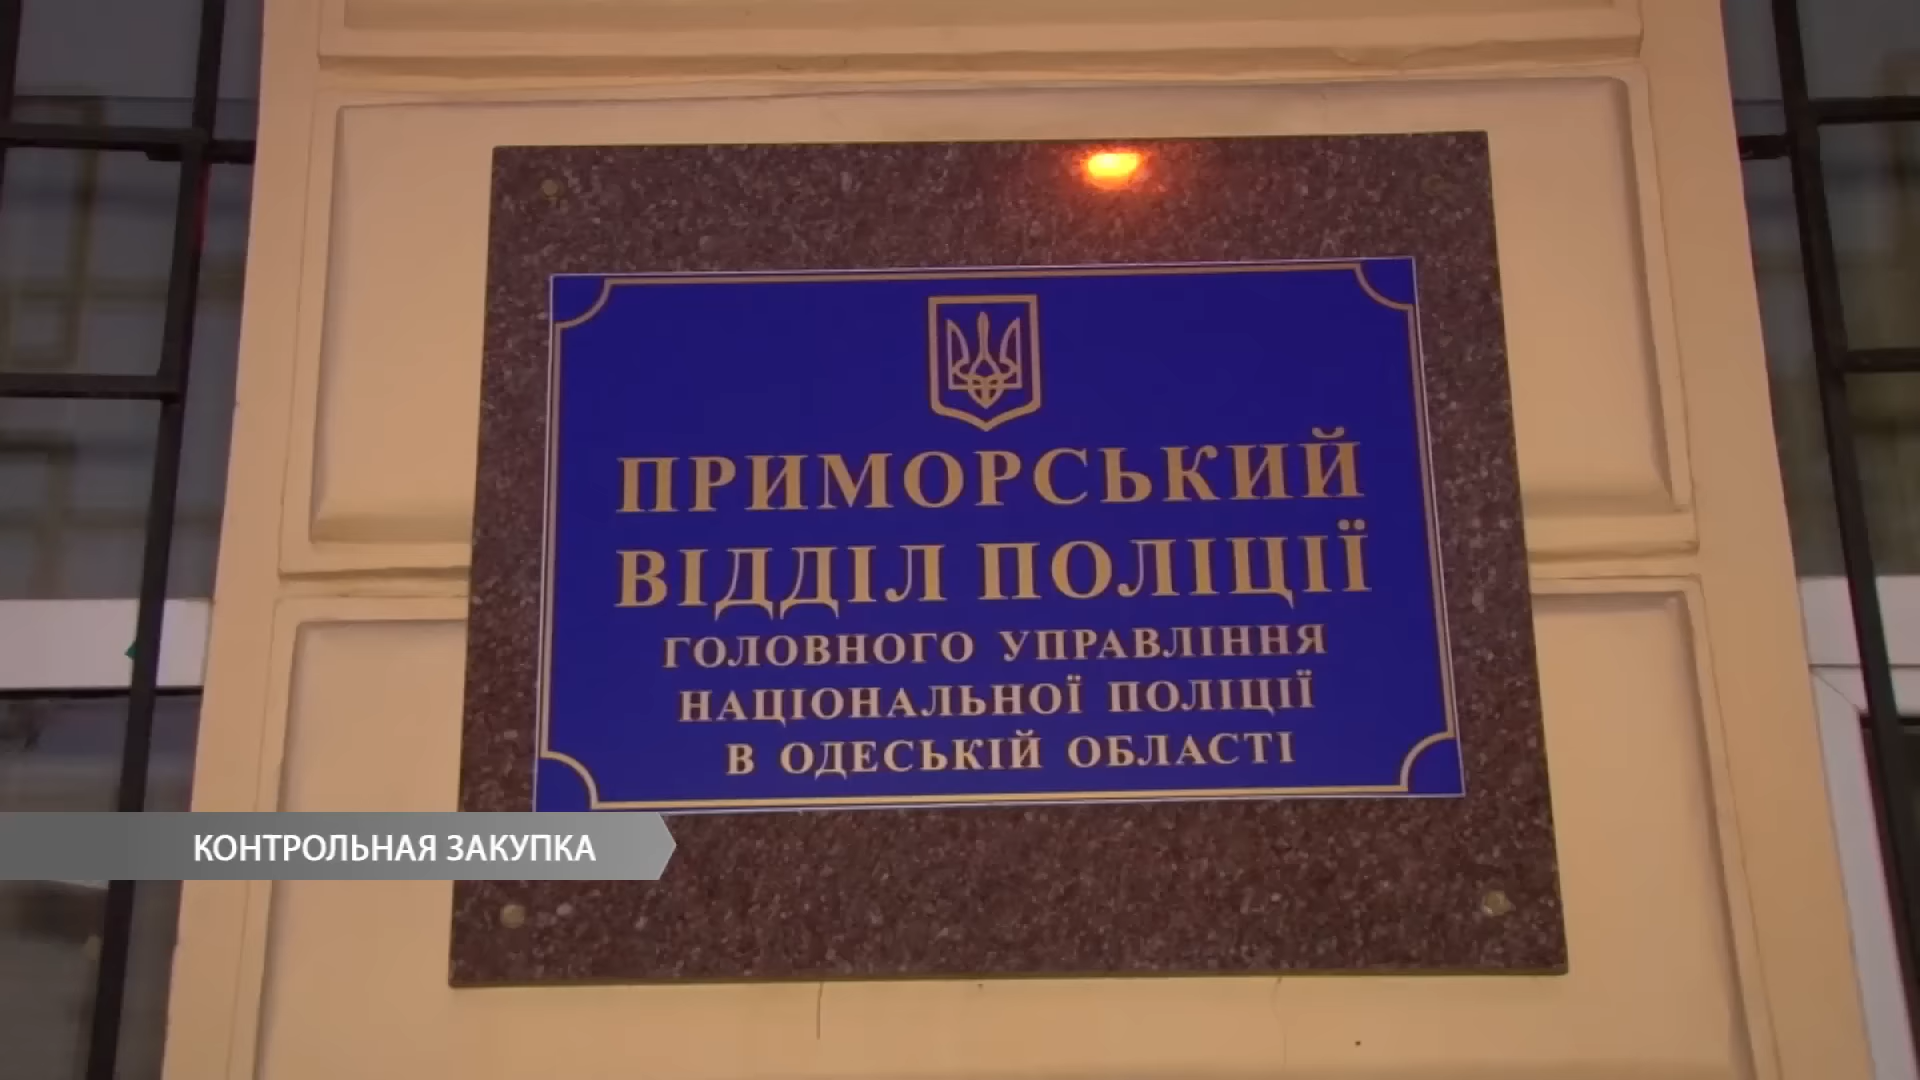 ПРИМОРСЬКИЙ
ВІДДІЛ ПОЛІЦІЇ
ГОЛОВНОГО УПРАВЛІННЯ
НАЦІОНАЛЬНОЇ ПОЛІЦІЇ
В ОДЕСЬКІЙ ОБЛАСТІ
КОНТРОЛЬНАЯ ЗАКУПКА